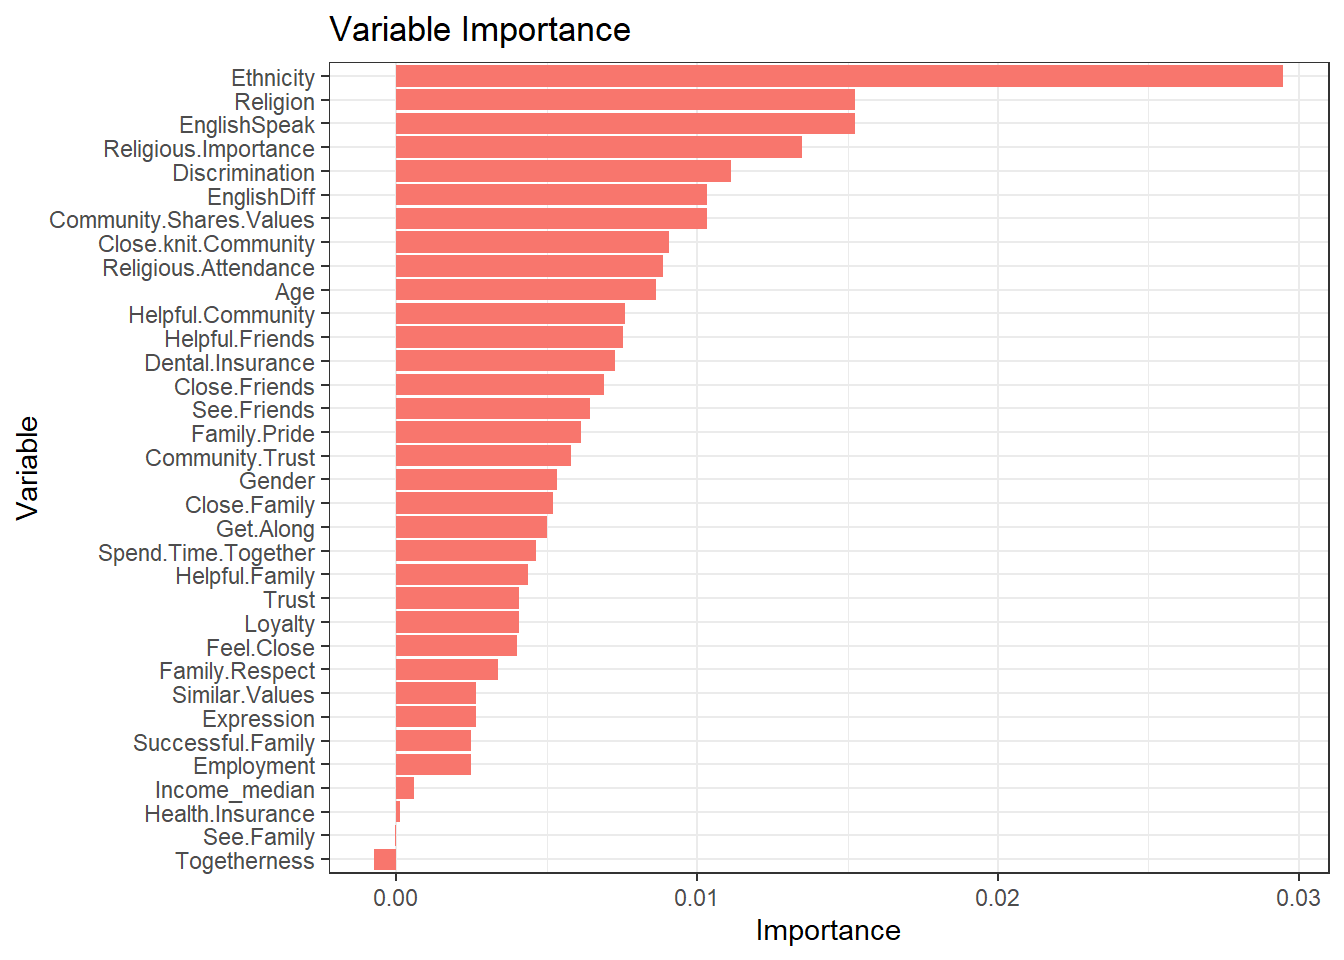 Variable Importance
Ethnicity
Religion
EnglishSpeak
Religious.Importance
Discrimination
EnglishDiff
Community.Shares.Values
Close.knit.Community
Religious.Attendance
Age
Helpful.Community
Helpful.Friends
Dental.Insurance
Close.Friends
See.Friends
Family.Pride
Community.Trust
Gender
Close.Family
Get.Along
Spend.Time.Together
Helpful.Family
Trust
Loyalty
Feel.Close
Family.Respect
Similar.Values
Expression
Successful.Family
Employment
Income_median
Health.Insurance
See.Family
Togetherness
Variable
0.00 0.01 0.02 0.03
Importance